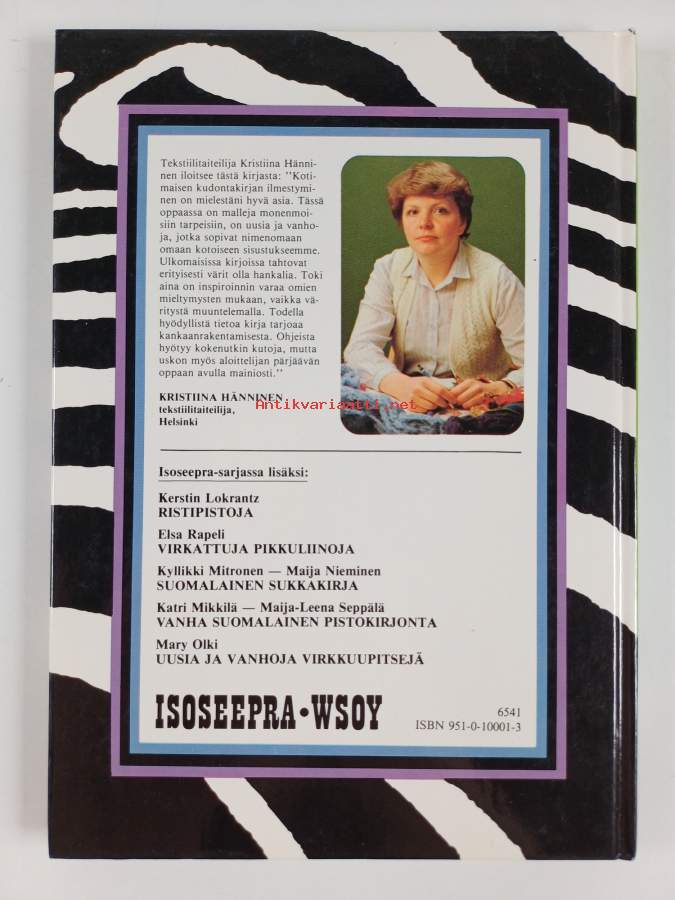 Tekstiilitaiteilija Kristiina Hänni-
nen iloitsee tästä kirjasta: "Koti-
maisen kudontakirjan ilmestymi-
nen on mielestäni hyvä asia. Tässä
oppaassa on malleja monenmoi-
siin tarpeisiin, on uusia ja vanho-
ja, jotka sopivat nimenomaan
omaan kotoiseen sisustukseemme.
Ulkomaisissa kirjoissa tahtovat
erityisesti värit olla hankalia. Toki
aina on inspiroinnin varaa omien
mieltymysten mukaan, vaikka vä-
ritystä muuntelemalla. Todella
hyödyllistä tietoa kirja tarjoaa
kankaanrakentamisesta. Ohjeista
hyötyy kokenutkin kutoja, mutta
uskon myös aloittelijan pärjäävän
oppaan avulla mainiosti."
KRISTIINA HÄNNINEN
tekstiilitaiteilija,
Helsinki
Antikvariaatti.net
Isoseepra-sarjassa lisäksi:
Kerstin Lokrantz
RISTIPISTOJA
Elsa Rapeli
VIRKATTUJA PIKKULIINOJA
Kyllikki Mitronen — Maija Nieminen
SUOMALAINEN SUKKAKIRJA
Katri Mikkilä — Maija-Leena Seppälä
VANHA SUOMALAINEN PISTOKIRJONTA
Mary Olki
UUSIA JA VANHOJA VIRKKUUPITSEJÄ
ISOSEEPRA•WSOY
6541
ISBN 951-0-10001-3